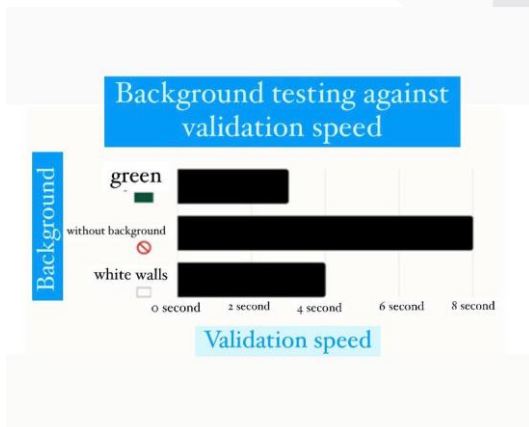 Background testing against
validation speed
Background
green
without background
white walls
0 second
2 second
4 second
6 second
8 second
Validation speed